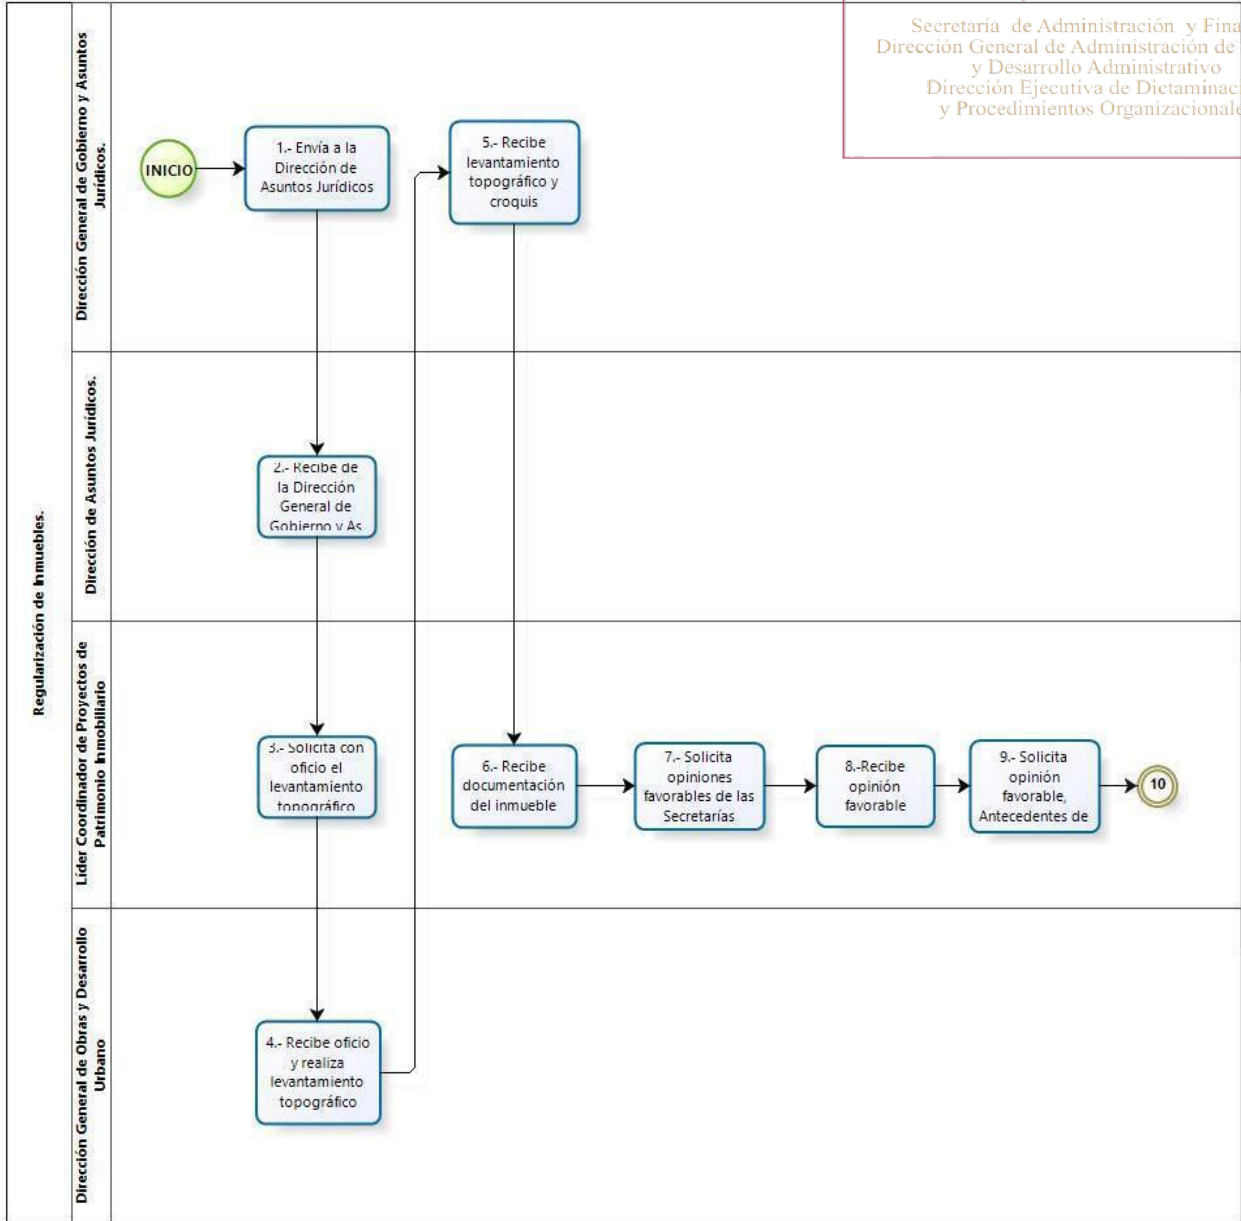 Secretaría de Administración y
Dirección General de Administración de
y Desarrollo Administrativo
Dirección Ejecutiva de
y Procedimientos
Regularización de Inmuebles.
Dirección General de Gobierno y Asuntos
Jurídicos.
INICIO
1.- Envía a la
Dirección de
Asuntos Jurídicos
5.- Recibe
levantamiento
topográfico y
croquis
Dirección de Asuntos Jurídicos.
2.- Recibe de
la Dirección
General de
Gobierno y As
Líder Coordinador de Proyectos de
Patrimonio Inmobiliario
3.- Solicita con
oficio el
levantamiento
topográfico
6.- Recibe
documentación
del inmueble
7.- Solicita
opiniones
favorables de las
Secretarías
8.-Recibe
opinión
favorable
9.- Solicita
opinión
favorable,
Antecedentes de
10
Dirección General de Obras y Desarrollo
Urbano
4.- Recibe oficio
y realiza
levantamiento
topográfico